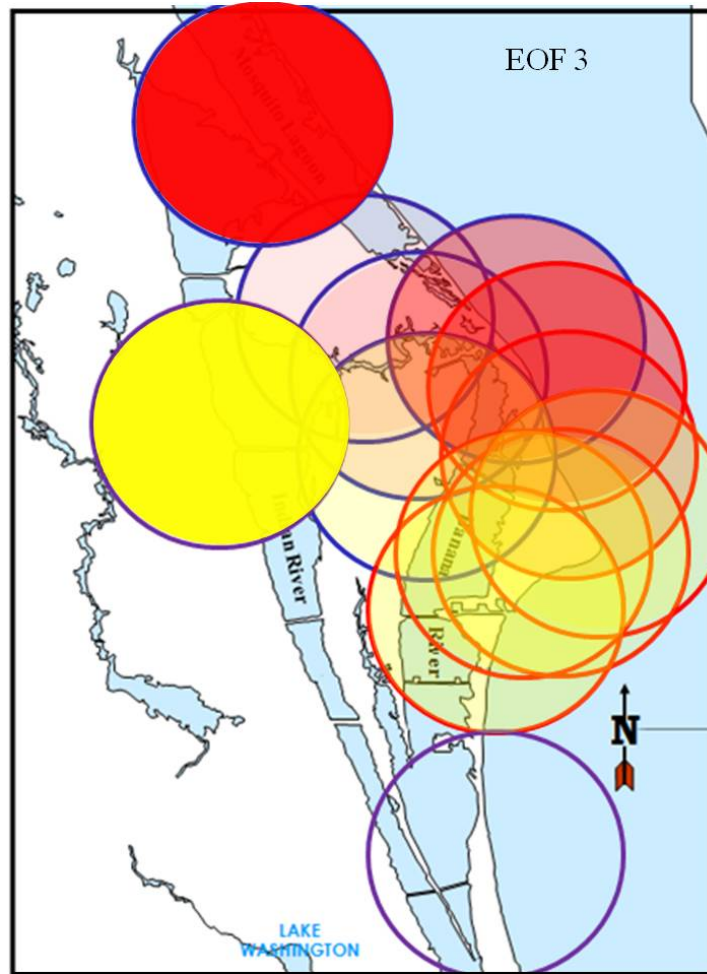 EOF 3
Mosquito Lagoon
Indian River
Banana
River
N
LAKE
WASHINGTON